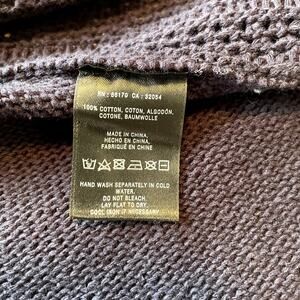 RN : 66170 CA : 32054
100% COTTON, COTON, ALGODÓN,
COTONE, BAUMWOLLE
MADE IN CHINA,
HECHO EN CHINA,
FABRIQUÉ EN CHINE
HAND WASH SEPARATELY IN COLD
WATER.
DO NOT BLEACH.
LAY FLAT TO DRY.
COOL IRON IF NECESSARY